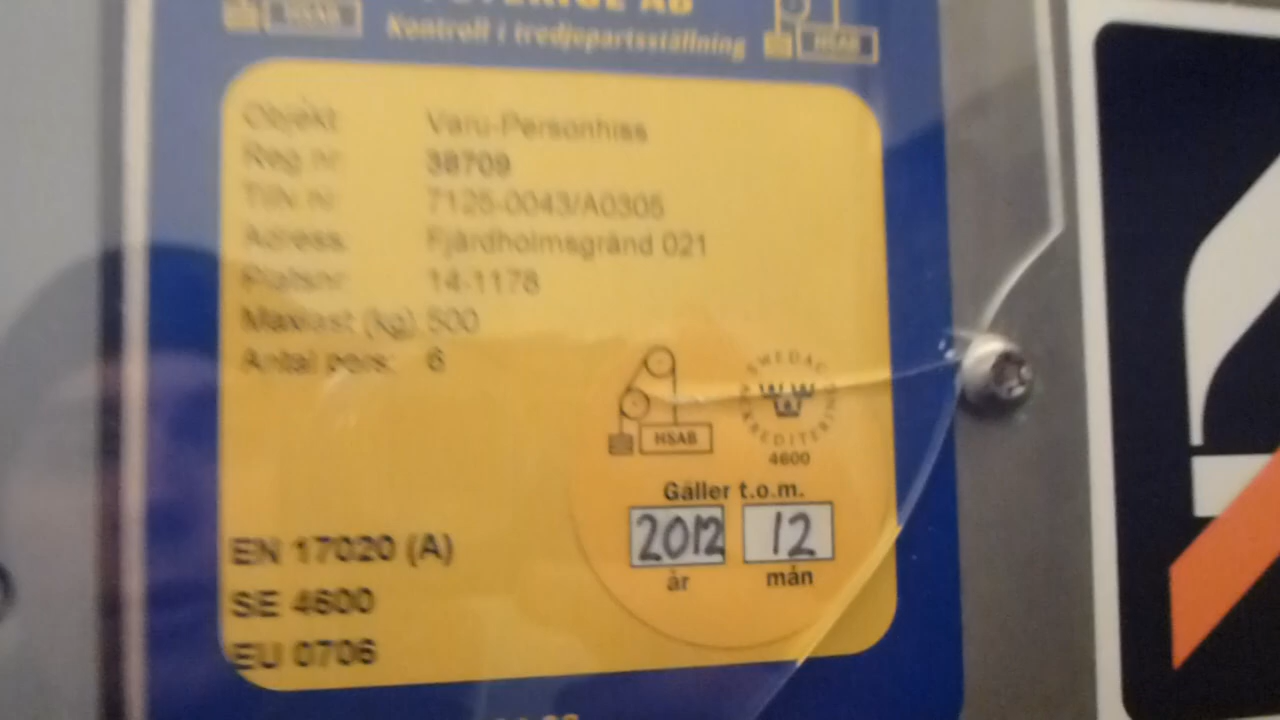 SVERIGE AB
HSAB
Kontroll i tredjepartsställning
HSAB
Objekt: Varu-Personhiss
Reg.nr: 38709
Tillv.nr: 7125-0043/A0305
Adress: Fjärdholmsgränd 021
Platsnr: 14-1178
Maxlast (kg): 500
Antal pers: 6
HSAB
SWEDAC
ACKREDITERING
4600
Gäller t.o.m.
2012 12
år mån
EN 17020 (A)
SE 4600
EU 0706